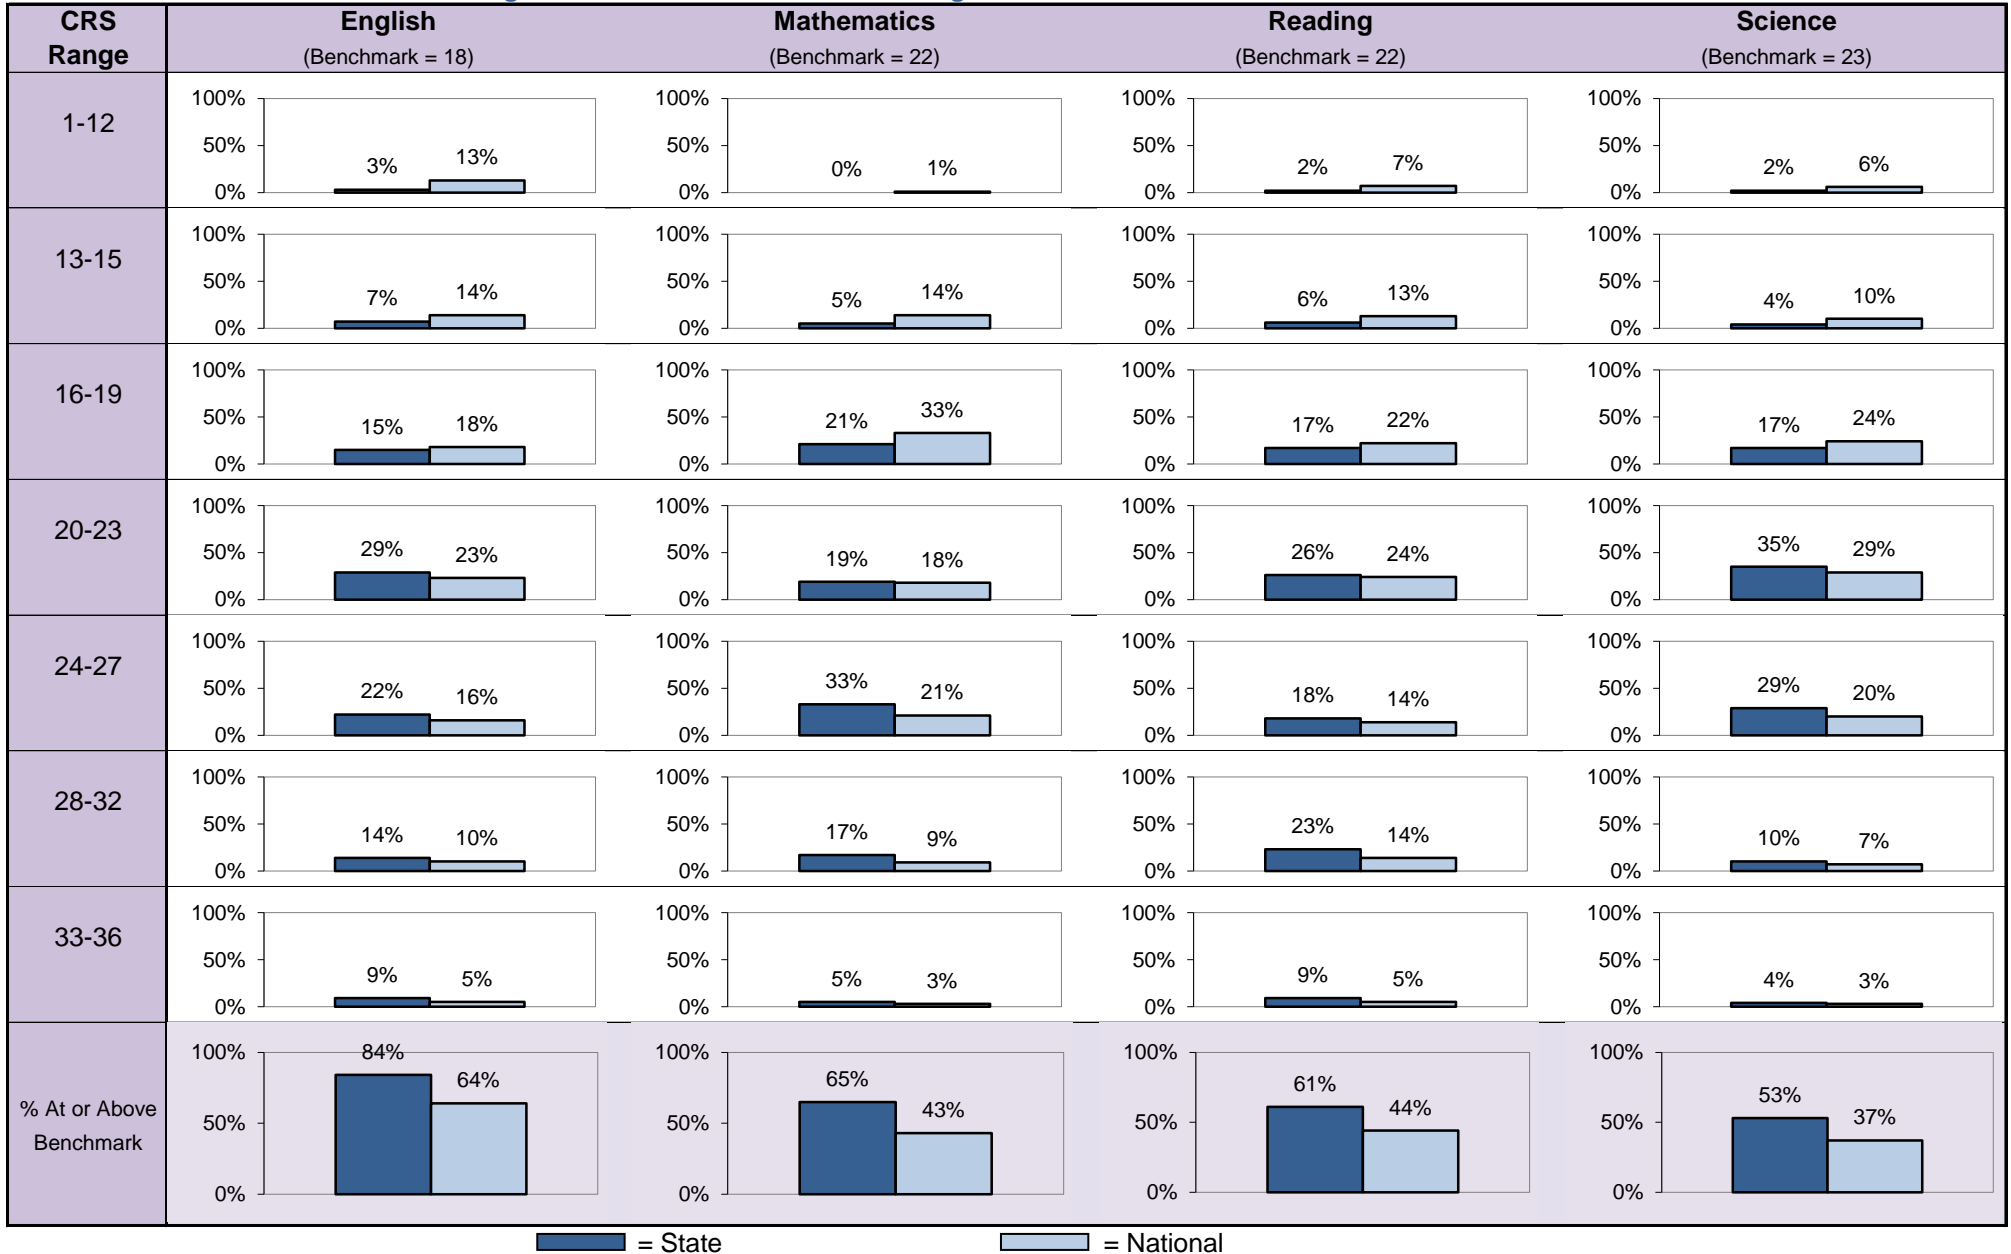 CRS Range English Mathematics Reading Science
(Benchmark = 18) (Benchmark = 22) (Benchmark = 22) (Benchmark = 23)
1-12
100% 100% 100% 100%
50% 50% 50% 50%
0% 0% 0% 0%
3% 13% 0% 1% 2% 7% 2% 6%
13-15
100% 100% 100% 100%
50% 50% 50% 50%
0% 0% 0% 0%
7% 14% 5% 14% 6% 13% 4% 10%
16-19
100% 100% 100% 100%
50% 50% 50% 50%
0% 0% 0% 0%
15% 18% 21% 33% 17% 22% 17% 24%
20-23
100% 100% 100% 100%
50% 50% 50% 50%
0% 0% 0% 0%
29% 23% 19% 18% 26% 24% 35% 29%
24-27
100% 100% 100% 100%
50% 50% 50% 50%
0% 0% 0% 0%
22% 16% 33% 21% 18% 14% 29% 20%
28-32
100% 100% 100% 100%
50% 50% 50% 50%
0% 0% 0% 0%
14% 10% 17% 9% 23% 14% 10% 7%
33-36
100% 100% 100% 100%
50% 50% 50% 50%
0% 0% 0% 0%
9% 5% 5% 3% 9% 5% 4% 3%
% At or Above
Benchmark
100% 100% 100% 100%
50% 50% 50% 50%
0% 0% 0% 0%
84% 64% 65% 43% 61% 44% 53% 37%
= State = National